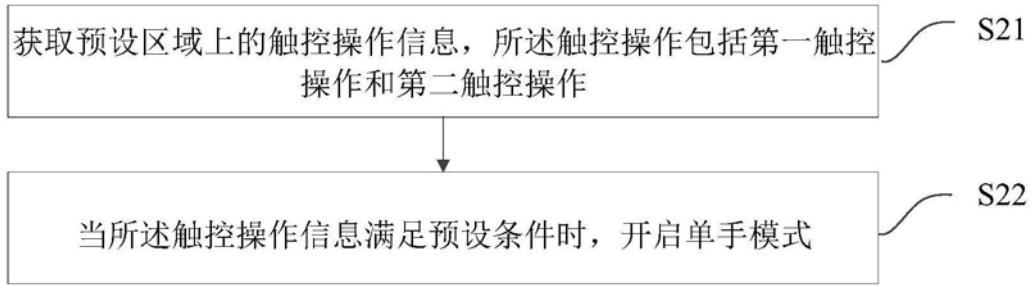 获取预设区域上的触控操作信息，所述触控操作包括第一触控
操作和第二触控操作
S21
当所述触控操作信息满足预设条件时，开启单手模式
S22